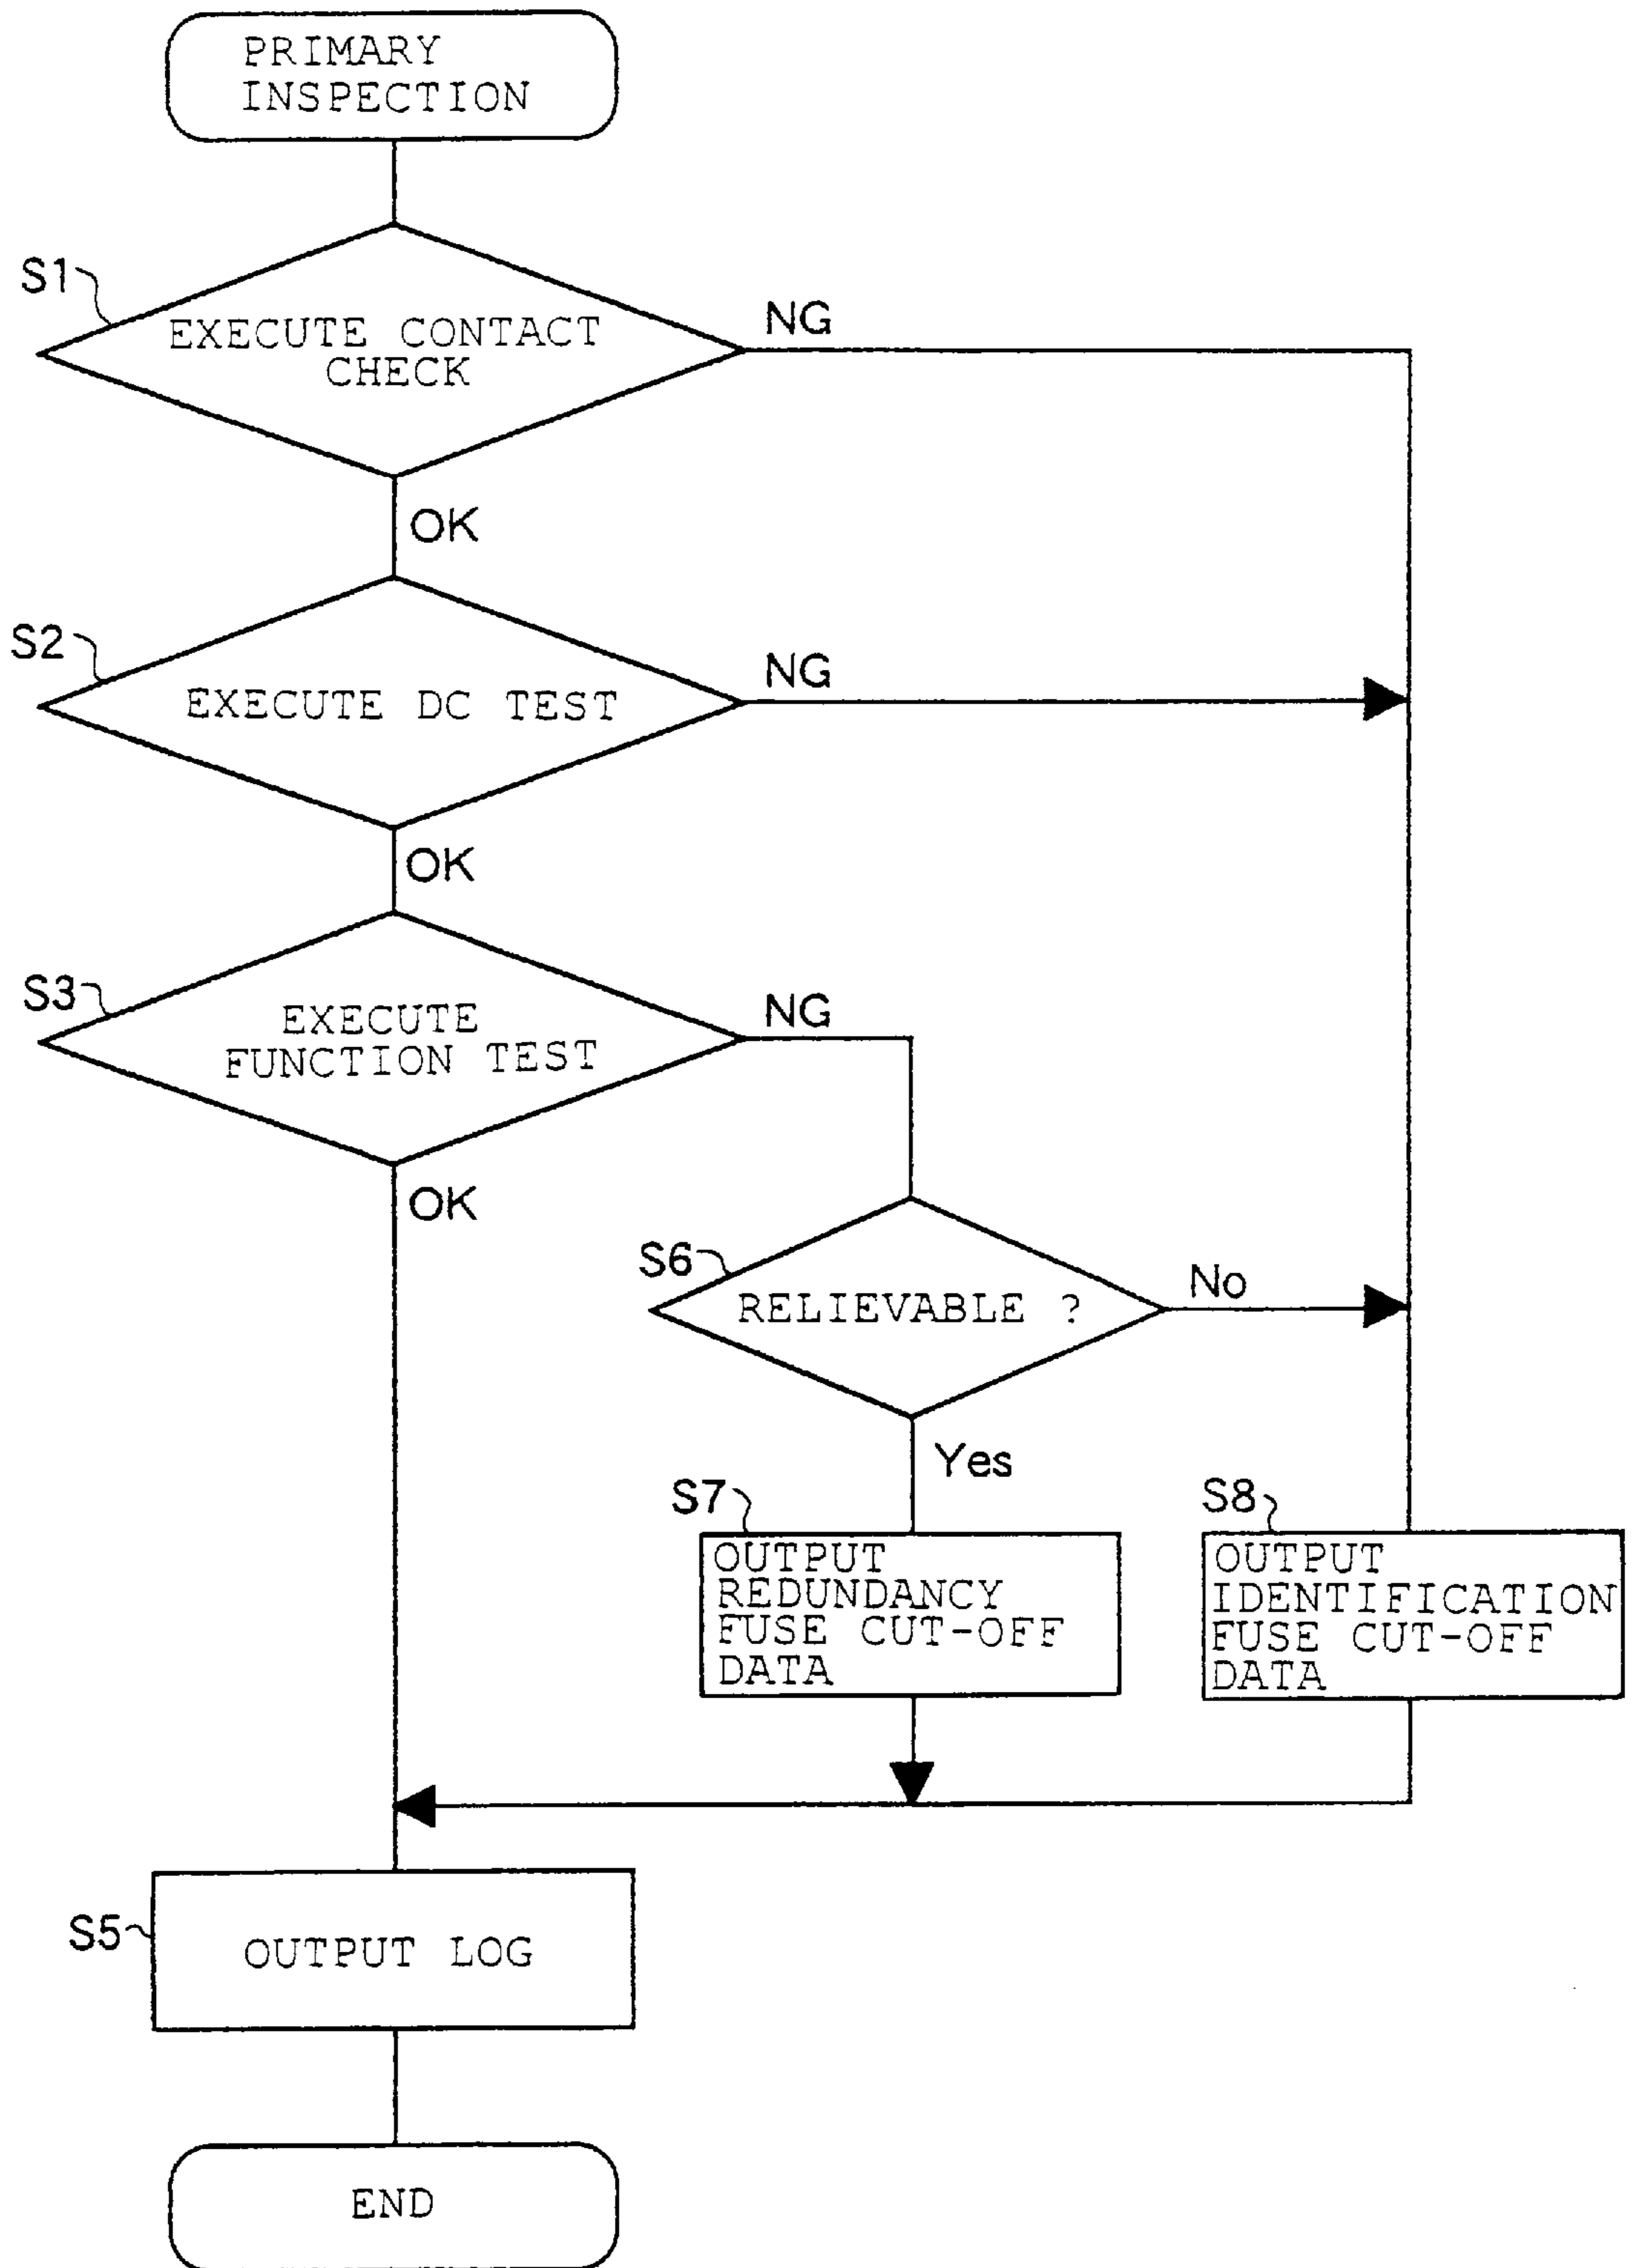 PRIMARY
INSPECTION
S1
EXECUTE CONTACT
CHECK
NG
OK
S2
EXECUTE DC TEST
NG
OK
S3
EXECUTE
FUNCTION TEST
NG
OK
S6
RELIEVABLE ?
No
Yes
S7
OUTPUT
REDUNDANCY
FUSE CUT-OFF
DATA
S8
OUTPUT
IDENTIFICATION
FUSE CUT-OFF
DATA
S5
OUTPUT LOG
END